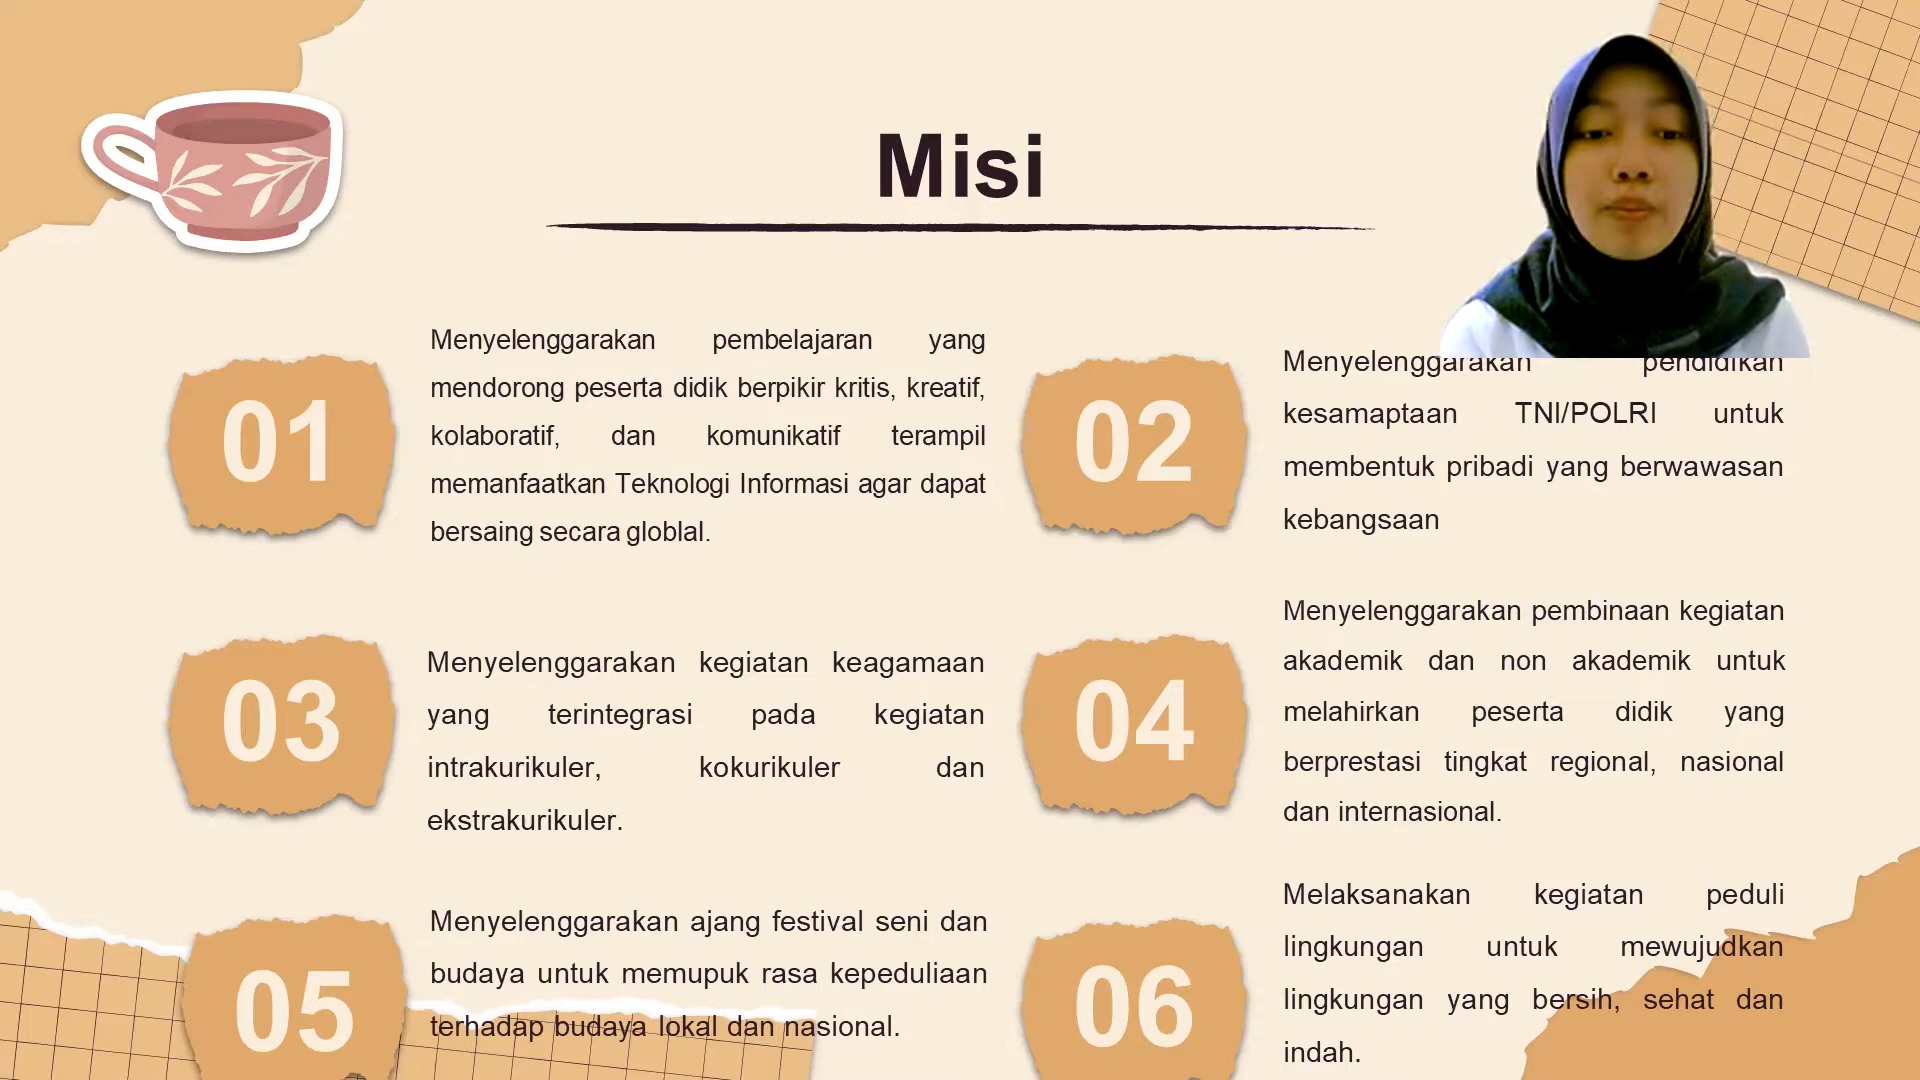 Misi
01
Menyelenggarakan pembelajaran yang
mendorong peserta didik berpikir kritis, kreatif,
kolaboratif, dan komunikatif terampil
memanfaatkan Teknologi Informasi agar dapat
bersaing secara globlal.
02
Menyelenggarakan pendidikan
kesamaptaan TNI/POLRI untuk
membentuk pribadi yang berwawasan
kebangsaan
03
Menyelenggarakan kegiatan keagamaan
yang terintegrasi pada kegiatan
intrakurikuler, kokurikuler dan
ekstrakurikuler.
04
Menyelenggarakan pembinaan kegiatan
akademik dan non akademik untuk
melahirkan peserta didik yang
berprestasi tingkat regional, nasional
dan internasional.
05
Menyelenggarakan ajang festival seni dan
budaya untuk memupuk rasa kepeduliaan
terhadap budaya lokal dan nasional.
06
Melaksanakan kegiatan peduli
lingkungan untuk mewujudkan
lingkungan yang bersih, sehat dan
indah.